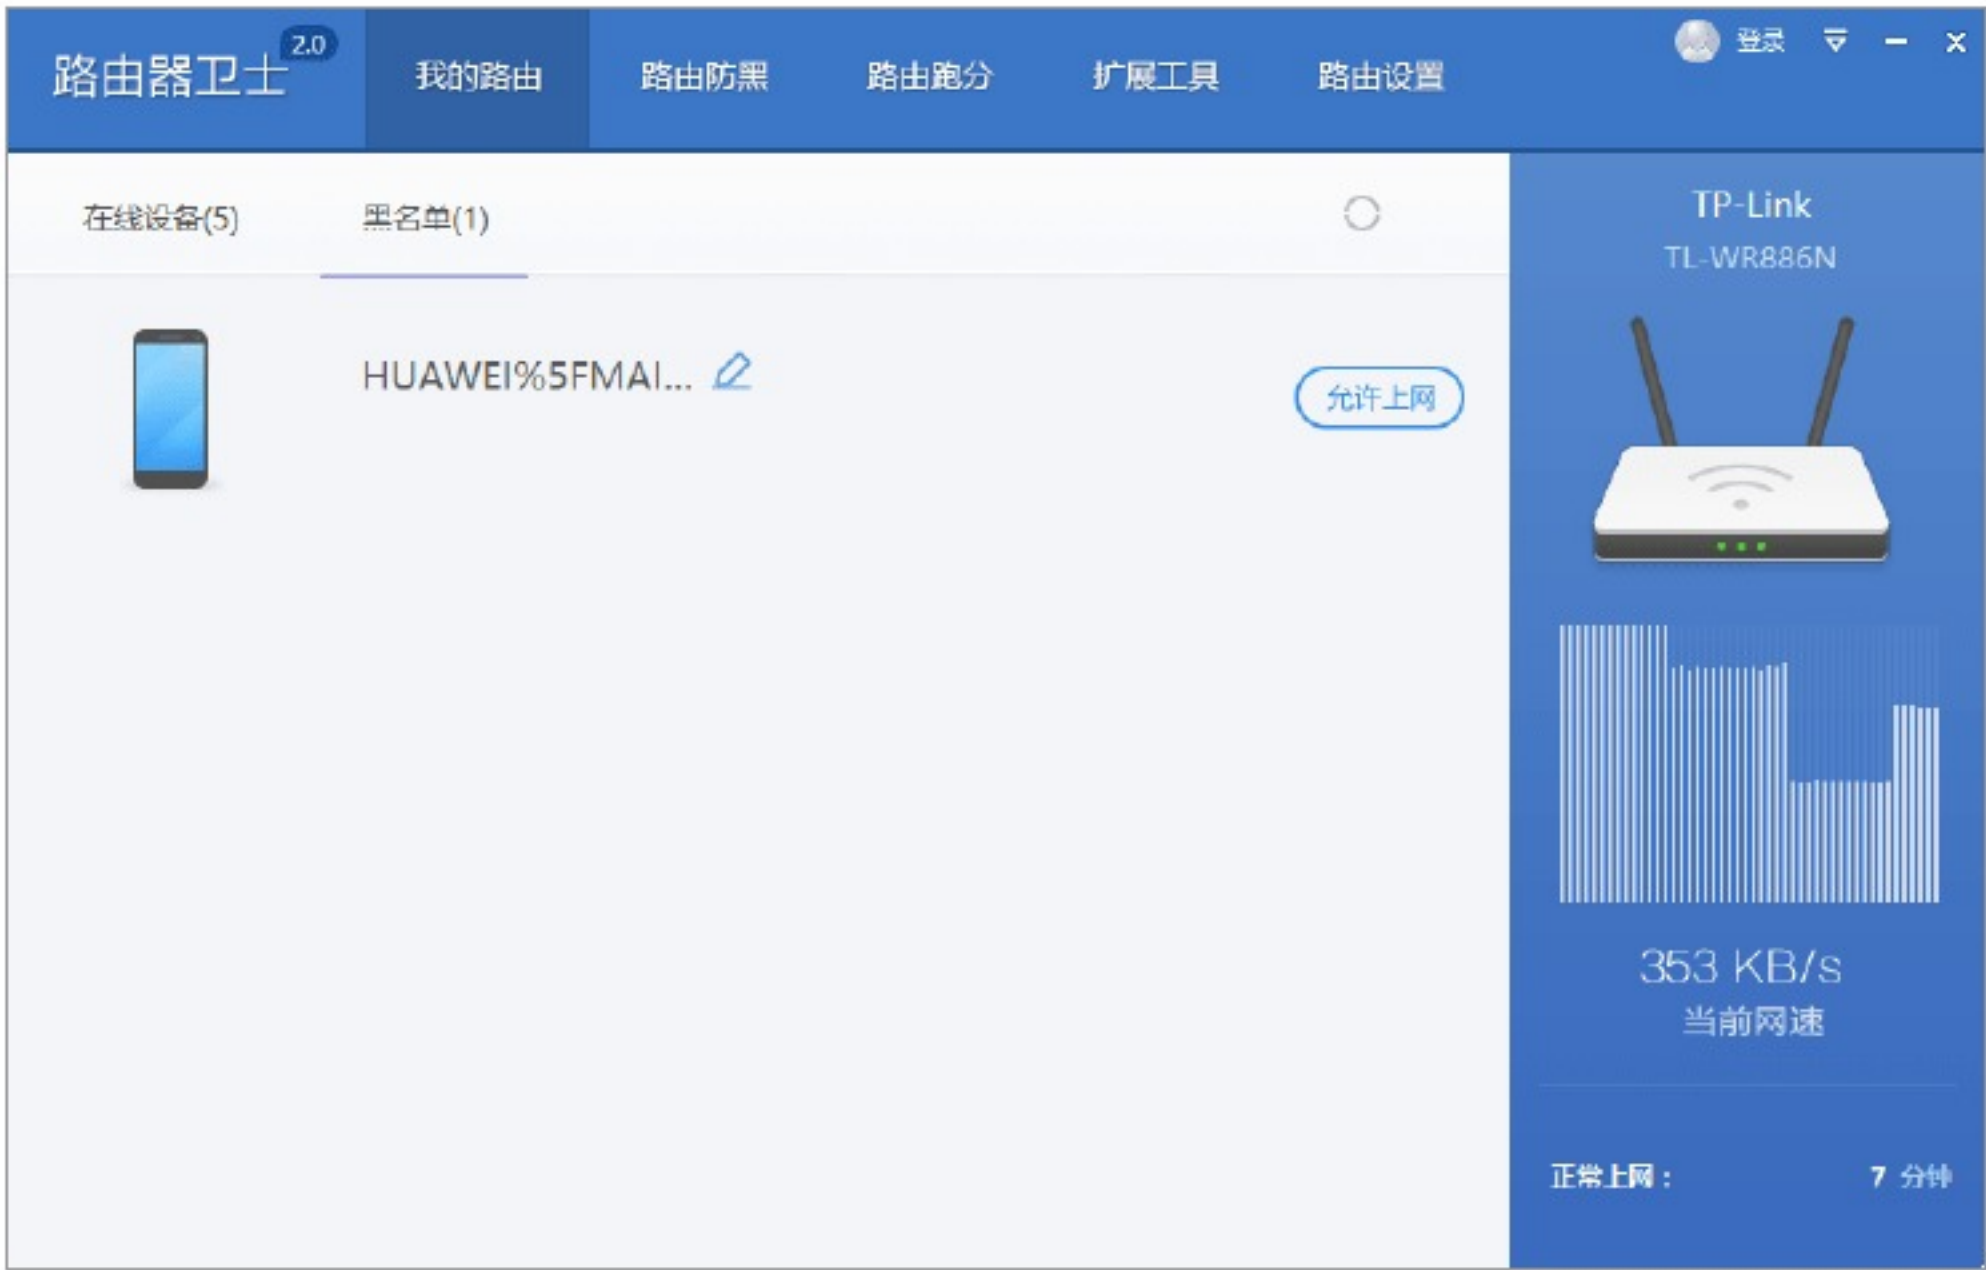 路由器卫士 2.0 我的路由 路由防黑 路由跑分 扩展工具 路由设置 登录
在线设备(5) 黑名单(1)
HUAWEI%5FMAI...
允许上网
TP-Link
TL-WR886N
353 KB/s
当前网速
正常上网： 7 分钟